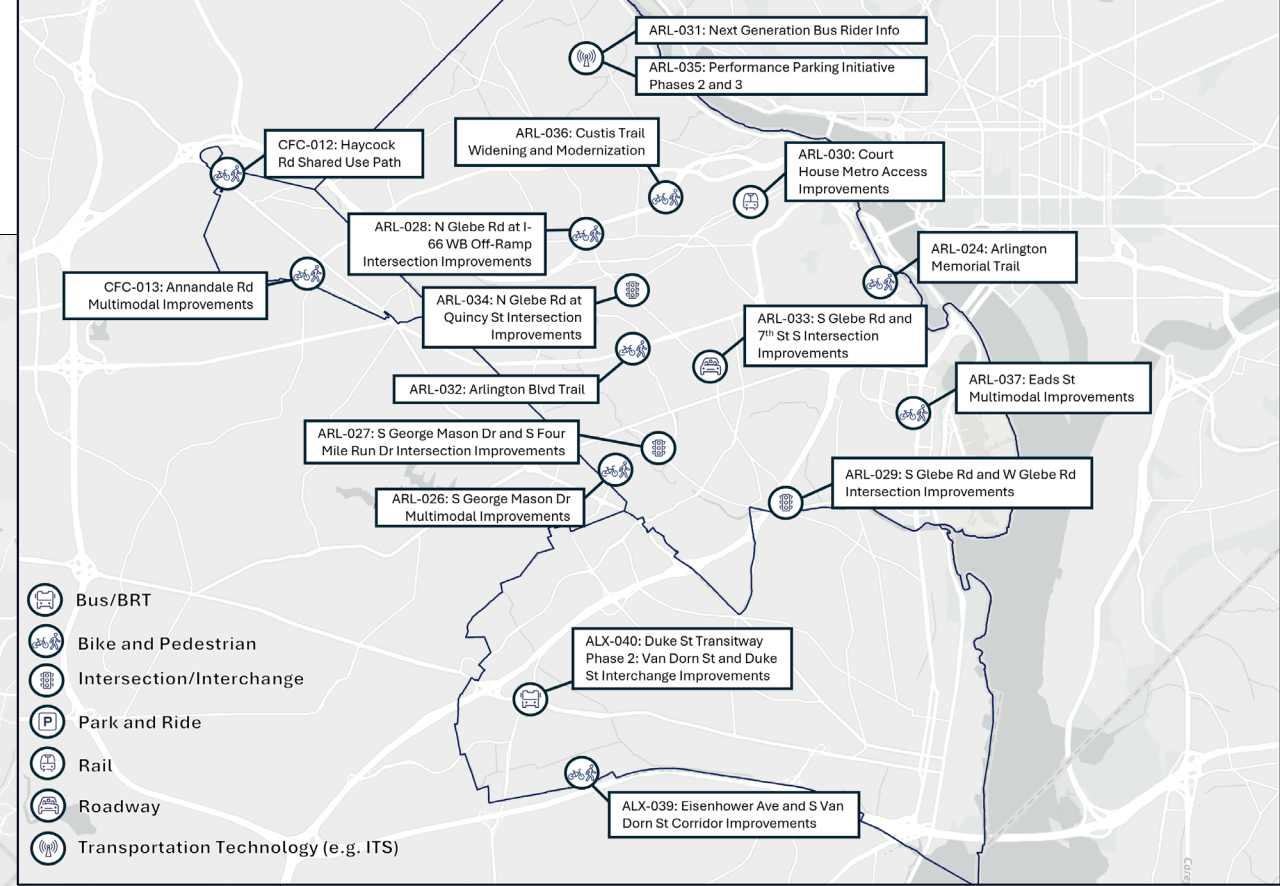 ARL-031: Next Generation Bus Rider Info
ARL-035: Performance Parking Initiative
Phases 2 and 3
ARL-036: Custis Trail
Widening and Modernization
CFC-012: Haycock
Rd Shared Use Path
ARL-030: Court
House Metro Access
Improvements
ARL-028: N Glebe Rd at I-
66 WB Off-Ramp
Intersection Improvements
ARL-024: Arlington
Memorial Trail
CFC-013: Annandale Rd
Multimodal Improvements
ARL-034: N Glebe Rd at
Quincy St Intersection
Improvements
ARL-033: S Glebe Rd and
7th St S Intersection
Improvements
ARL-032: Arlington Blvd Trail
ARL-037: Eads St
Multimodal Improvements
ARL-027: S George Mason Dr and S Four
Mile Run Dr Intersection Improvements
ARL-029: S Glebe Rd and W Glebe Rd
Intersection Improvements
ARL-026: S George Mason Dr
Multimodal Improvements
ALX-040: Duke St Transitway
Phase 2: Van Dorn St and Duke
St Interchange Improvements
ALX-039: Eisenhower Ave and S Van
Dorn St Corridor Improvements
Bus/BRT
Bike and Pedestrian
Intersection/Interchange
P
Park and Ride
Rail
Roadway
Transportation Technology (e.g. ITS)